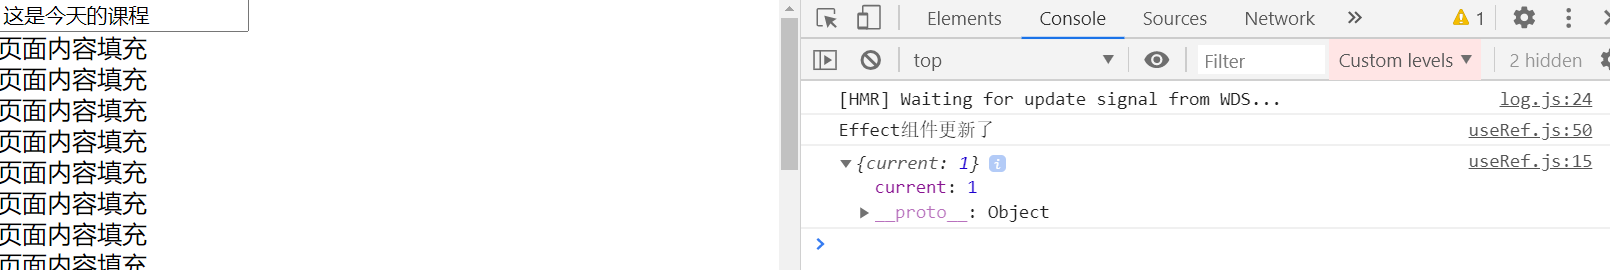 这是今天的课程
页面内容填充
页面内容填充
页面内容填充
页面内容填充
页面内容填充
页面内容填充
页面内容填充
页面内容填充
Elements Console Sources Network 1
top Filter Custom levels 2 hidden
[HMR] Waiting for update signal from WDS... log.js:24
Effect组件更新了 useRef.js:50
{current: 1} i useRef.js:15
current: 1
__proto__: Object